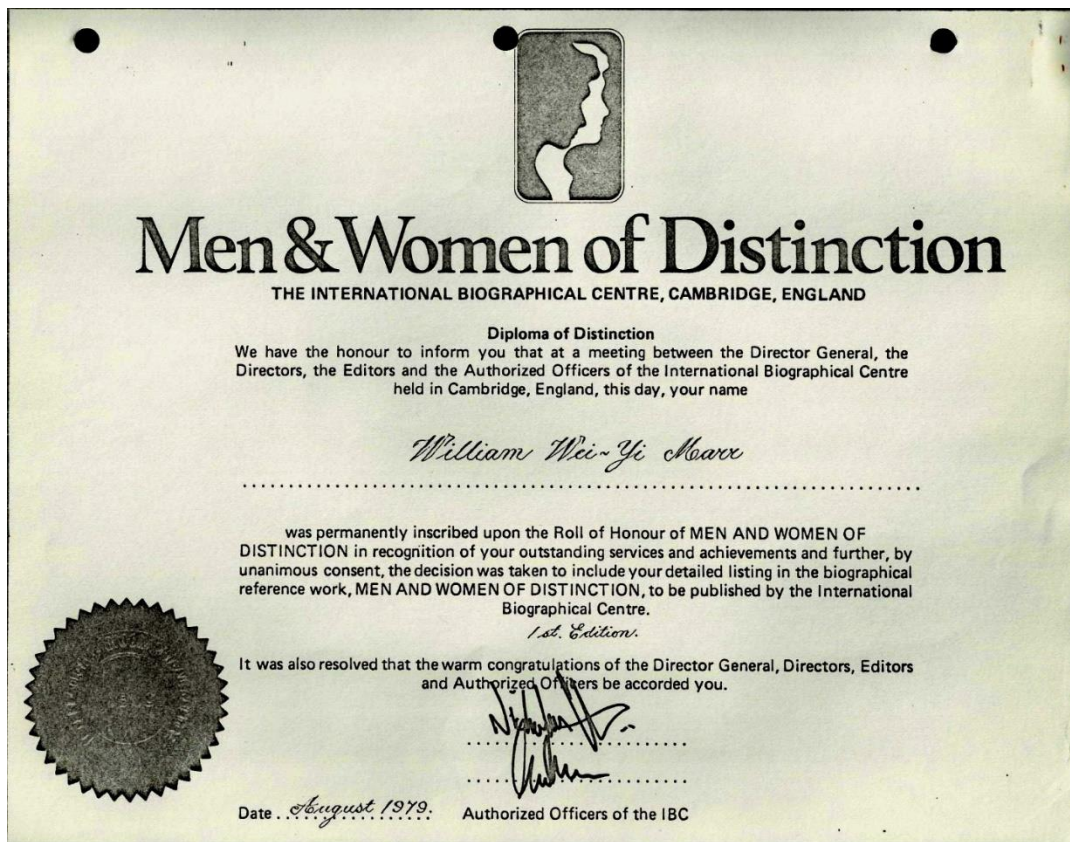 Men & Women of Distinction
THE INTERNATIONAL BIOGRAPHICAL CENTRE, CAMBRIDGE, ENGLAND
Diploma of Distinction
We have the honour to inform you that at a meeting between the Director General, the
Directors, the Editors and the Authorized Officers of the International Biographical Centre
held in Cambridge, England, this day, your name
William Wei-Yi Marr
was permanently inscribed upon the Roll of Honour of MEN AND WOMEN OF
DISTINCTION in recognition of your outstanding services and achievements and further, by
unanimous consent, the decision was taken to include your detailed listing in the biographical
reference work, MEN AND WOMEN OF DISTINCTION, to be published by the International
Biographical Centre.
1st. Edition.
It was also resolved that the warm congratulations of the Director General, Directors, Editors
and Authorized Officers be accorded you.
Date August 1979. Authorized Officers of the IBC